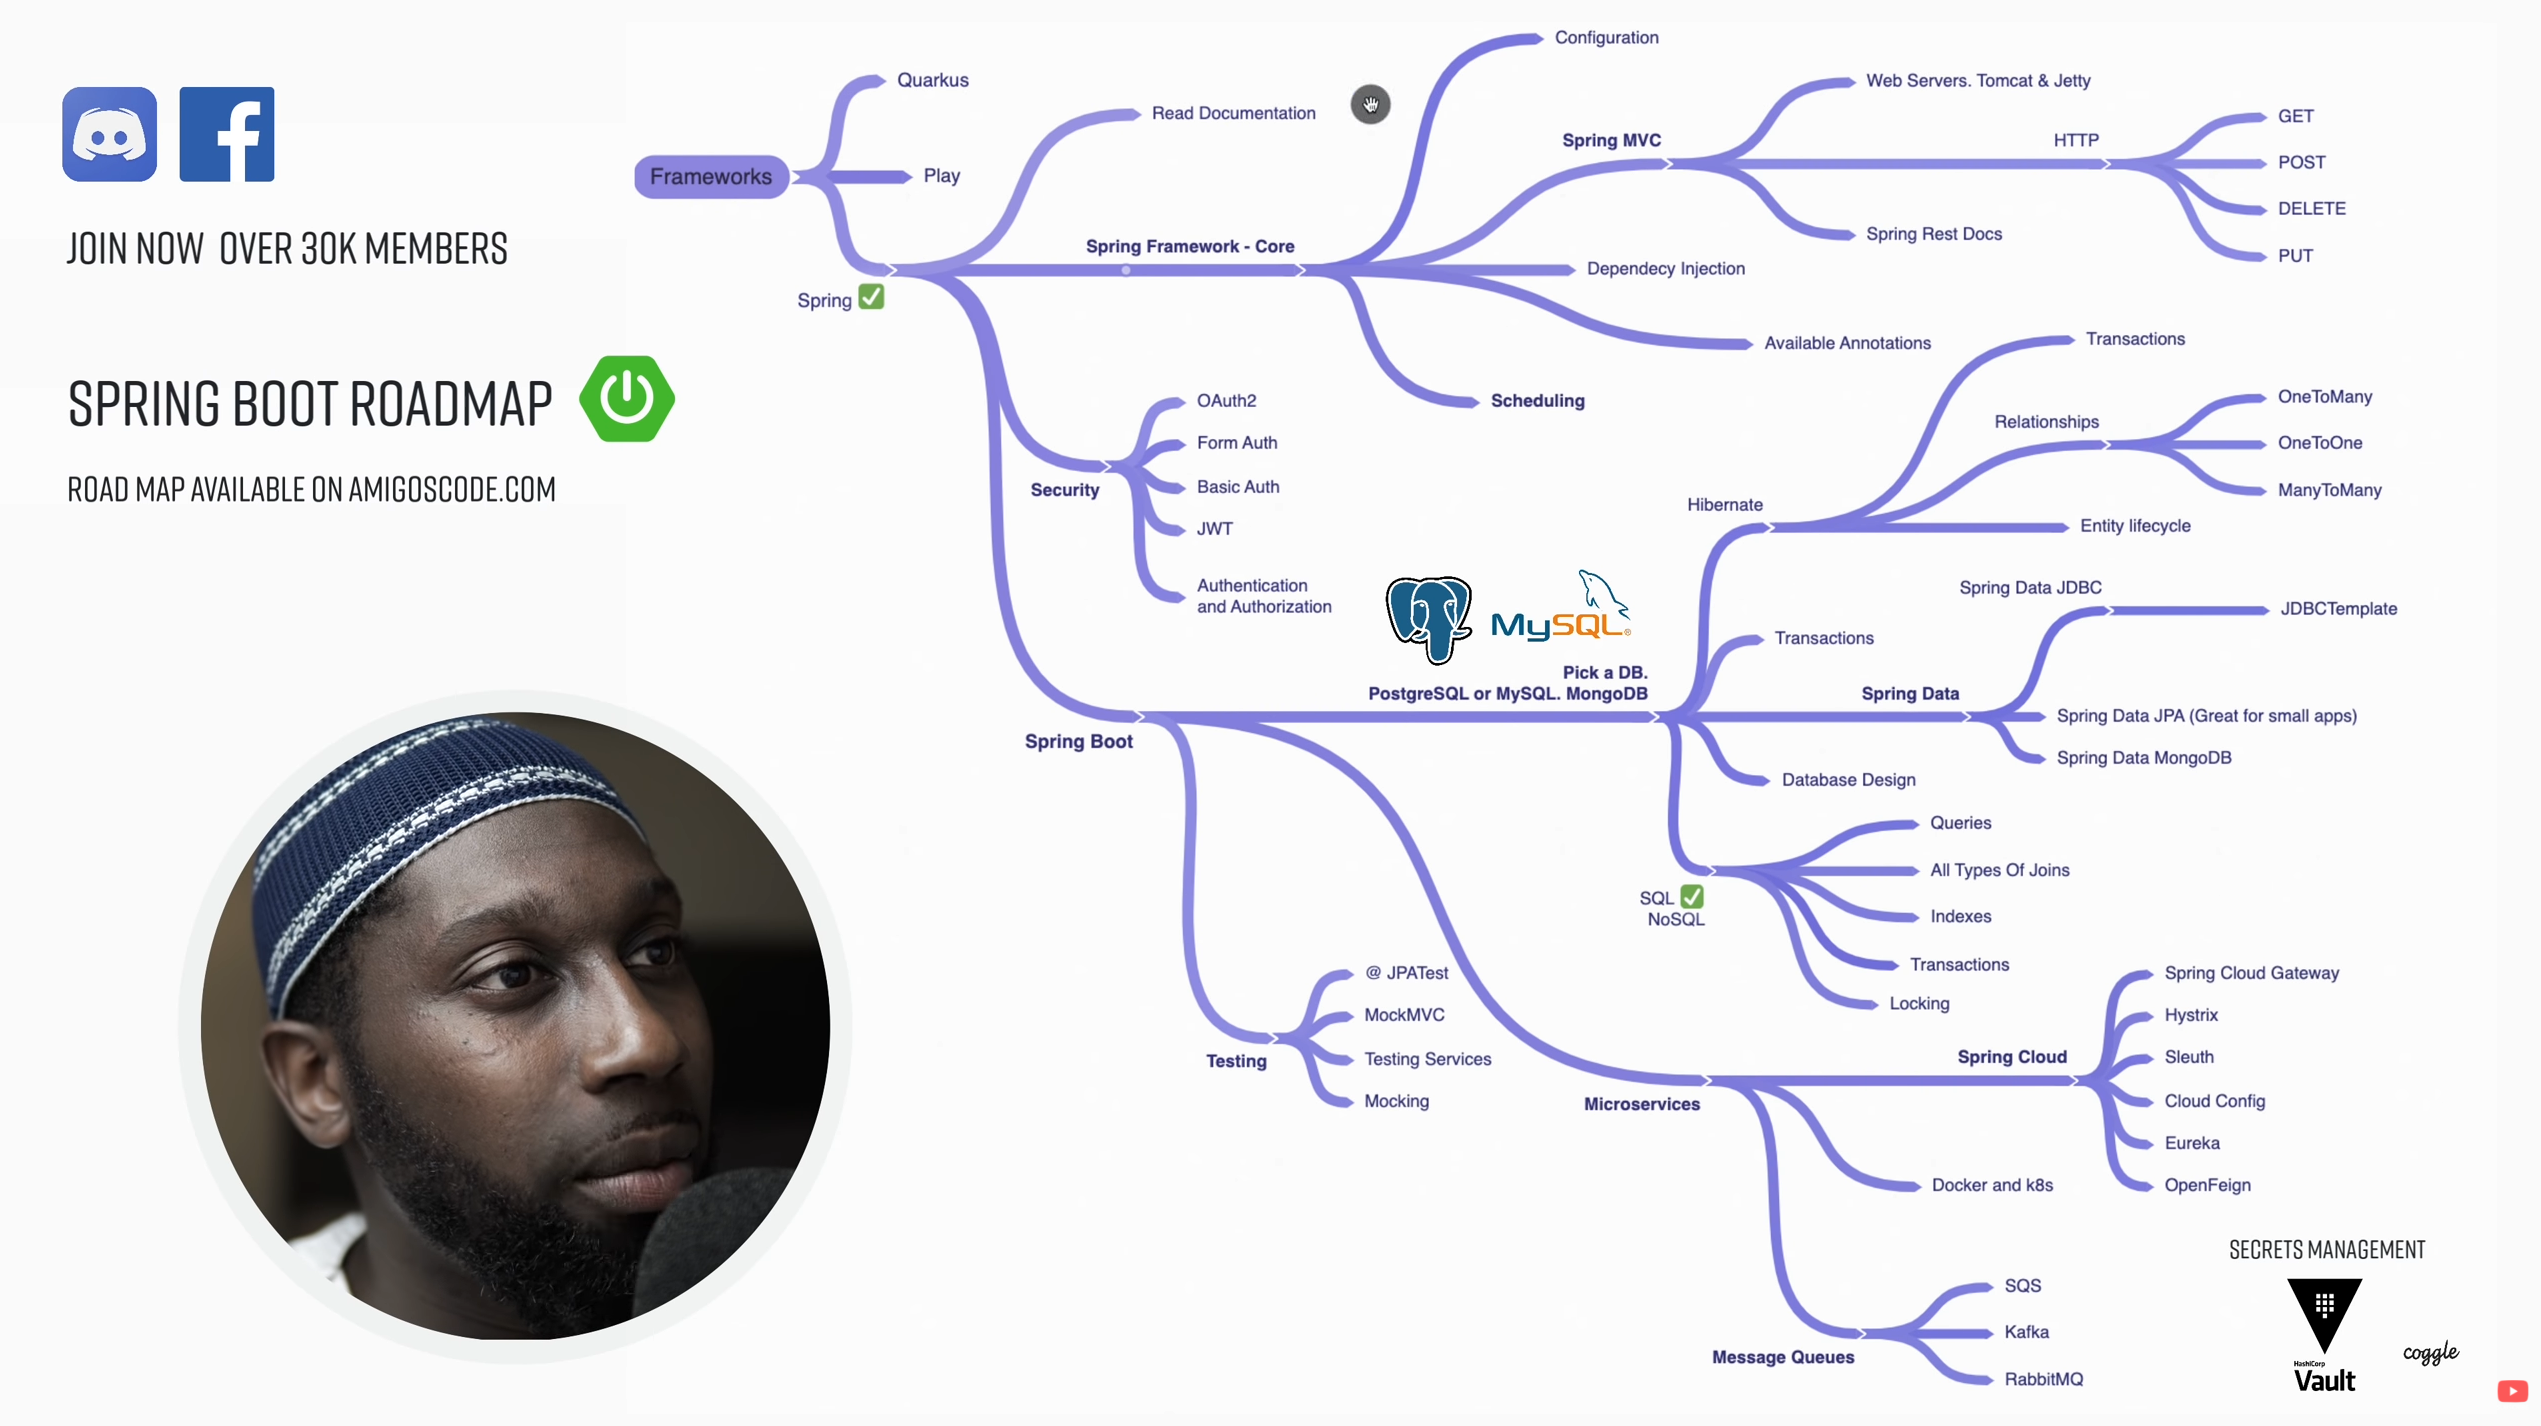 JOIN NOW OVER 30K MEMBERS
SPRING BOOT ROADMAP
ROAD MAP AVAILABLE ON AMIGOSCODE.COM
Frameworks
Quarkus
Play
Spring
Read Documentation
Spring Framework - Core
Configuration
Spring MVC
Web Servers. Tomcat & Jetty
HTTP
GET
POST
DELETE
PUT
Spring Rest Docs
Dependecy Injection
Available Annotations
Scheduling
Security
OAuth2
Form Auth
Basic Auth
JWT
Authentication
and Authorization
Spring Boot
MySQL®
Pick a DB.
PostgreSQL or MySQL. MongoDB
Hibernate
Transactions
Relationships
OneToMany
OneToOne
ManyToMany
Entity lifecycle
Transactions
Spring Data
Spring Data JDBC
JDBCTemplate
Spring Data JPA (Great for small apps)
Spring Data MongoDB
Database Design
SQL
NoSQL
Queries
All Types Of Joins
Indexes
Transactions
Locking
Testing
@ JPATest
MockMVC
Testing Services
Mocking
Microservices
Spring Cloud
Spring Cloud Gateway
Hystrix
Sleuth
Cloud Config
Eureka
OpenFeign
Docker and k8s
Message Queues
SQS
Kafka
RabbitMQ
SECRETS MANAGEMENT
HashiCorp
Vault
coggle